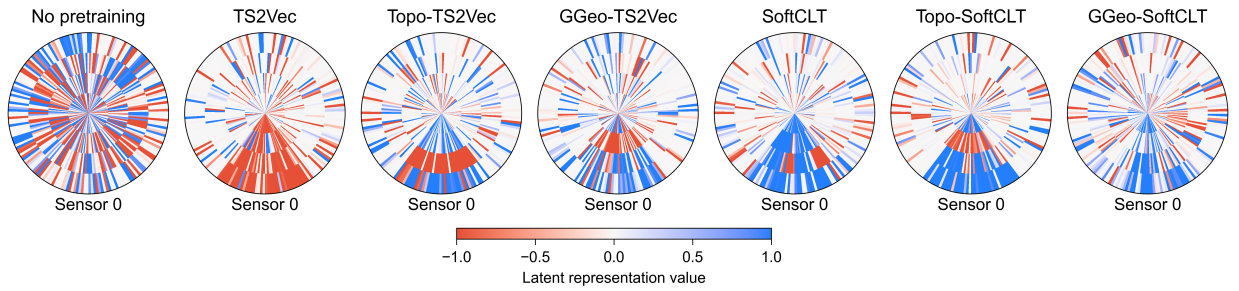 No pretraining TS2Vec Topo-TS2Vec GGeo-TS2Vec SoftCLT Topo-SoftCLT GGeo-SoftCLT
Sensor 0 Sensor 0 Sensor 0 Sensor 0 Sensor 0 Sensor 0 Sensor 0
−1.0 −0.5 0.0 0.5 1.0
Latent representation value